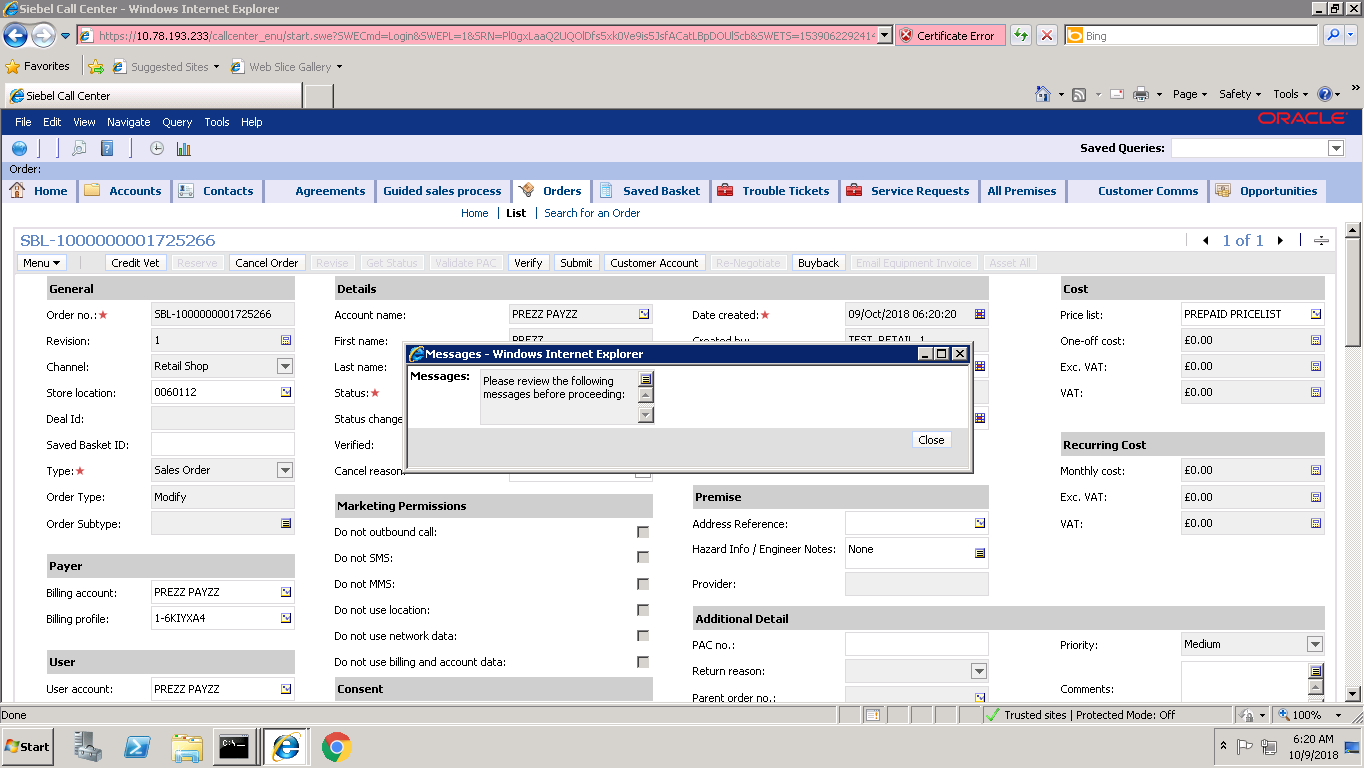 Siebel Call Center - Windows Internet Explorer
https://10.78.193.233/callcenter_enu/start.swe?SWECmd=Login&SWEPL=1&SRN=
Certificate Error
Bing
Favorites Suggested Sites Web Slice Gallery
Siebel Call Center
Page Safety Tools
File Edit View Navigate Query Tools Help
ORACLE
Saved Queries:
Order:
Home Accounts Contacts Agreements Guided sales process Orders Saved Basket Trouble Tickets Service Requests All Premises Customer Comms Opportunities
Home List Search for an Order
SBL-1000000001725266
1 of 1
Menu Credit Vet Reserve Cancel Order Revise Get Status Validate PAC Verify Submit Customer Account Re-Negotiate Buyback Email Equipment Invoice Asset All
General
Order no.:★ SBL-1000000001725266
Revision: 1
Channel: Retail Shop
Store location: 0060112
Deal Id:
Saved Basket ID:
Type:★ Sales Order
Order Type: Modify
Order Subtype:
Payer
Billing account: PREZZ PAYZZ
Billing profile: 1-6KIYXA4
User
User account: PREZZ PAYZZ
Details
Account name: PREZZ PAYZZ
First name: PREZZ
Last name:
Status:★
Status change
Verified:
Cancel reason:
Date created:★ 09/Oct/2018 06:20:20
Created by: TEST_RETAIL_1
Messages - Windows Internet Explorer
Messages: Please review the following
messages before proceeding:
Close
Marketing Permissions
Do not outbound call:
Do not SMS:
Do not MMS:
Do not use location:
Do not use network data:
Do not use billing and account data:
Consent
Premise
Address Reference:
Hazard Info / Engineer Notes: None
Provider:
Additional Detail
PAC no.:
Return reason:
Parent order no.:
Priority: Medium
Comments:
Cost
Price list: PREPAID PRICELIST
One-off cost: £0.00
Exc. VAT: £0.00
VAT: £0.00
Recurring Cost
Monthly cost: £0.00
Exc. VAT: £0.00
VAT: £0.00
Done
Trusted sites | Protected Mode: Off
100%
Start
6:20 AM
10/9/2018